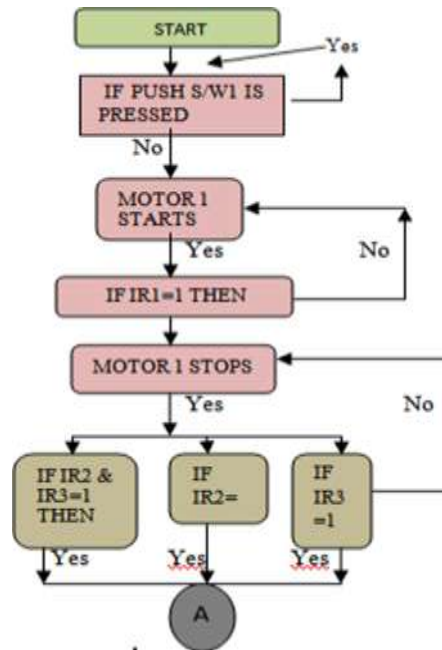 START
Yes
IF PUSH S/W1 IS
PRESSED
No
MOTOR 1
STARTS
Yes
No
IF IR1=1 THEN
MOTOR 1 STOPS
Yes
No
IF IR2 &
IR3=1
THEN
IF
IR2=
IF
IR3
=1
Yes
Yes
Yes
A